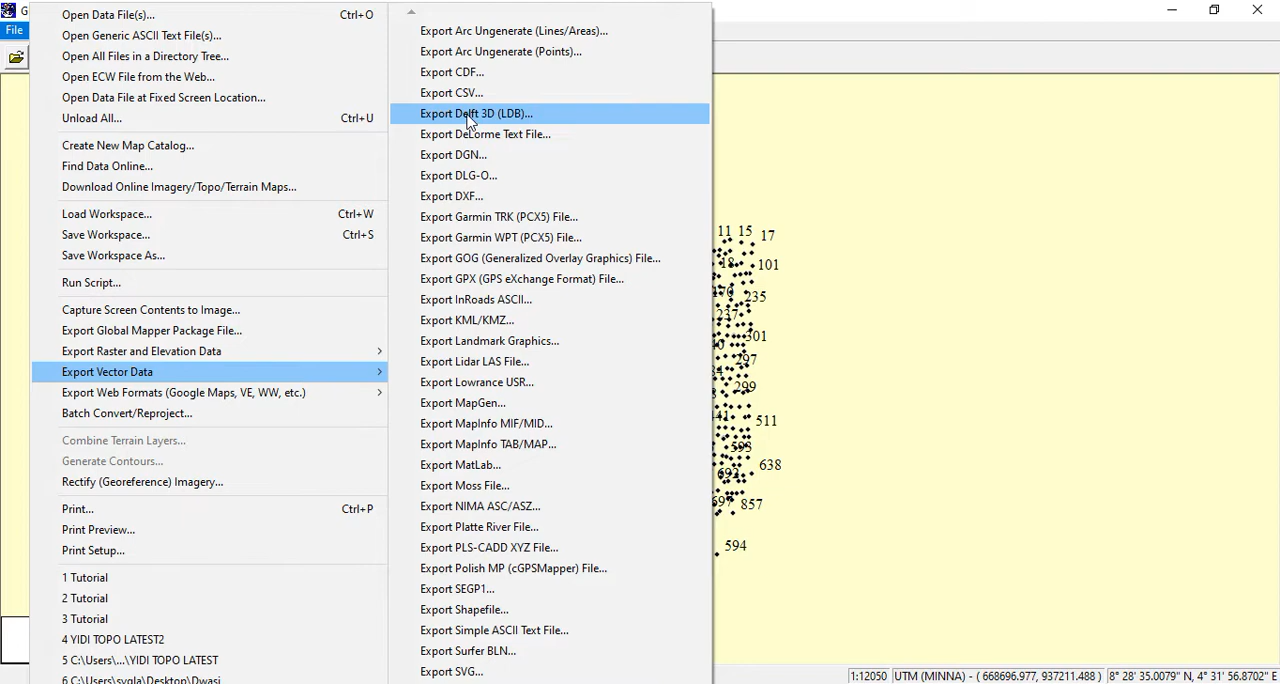 G
File
Open Data File(s)... Ctrl+O
Open Generic ASCII Text File(s)...
Open All Files in a Directory Tree...
Open ECW File from the Web...
Open Data File at Fixed Screen Location...
Unload All... Ctrl+U
Create New Map Catalog...
Find Data Online...
Download Online Imagery/Topo/Terrain Maps...
Load Workspace... Ctrl+W
Save Workspace... Ctrl+S
Save Workspace As...
Run Script...
Capture Screen Contents to Image...
Export Global Mapper Package File...
Export Raster and Elevation Data
Export Vector Data
Export Web Formats (Google Maps, VE, WW, etc.)
Batch Convert/Reproject...
Combine Terrain Layers...
Generate Contours...
Rectify (Georeference) Imagery...
Print... Ctrl+P
Print Preview...
Print Setup...
1 Tutorial
2 Tutorial
3 Tutorial
4 YIDI TOPO LATEST2
5 C:\Users\...\YIDI TOPO LATEST
6 C:\Users\svgla\Desktop\Dwasi
Export Arc Ungenerate (Lines/Areas)...
Export Arc Ungenerate (Points)...
Export CDF...
Export CSV...
Export Delft 3D (LDB)...
Export DeLorme Text File...
Export DGN...
Export DLG-O...
Export DXF...
Export Garmin TRK (PCX5) File...
Export Garmin WPT (PCX5) File...
Export GOG (Generalized Overlay Graphics) File...
Export GPX (GPS eXchange Format) File...
Export InRoads ASCII...
Export KML/KMZ...
Export Landmark Graphics...
Export Lidar LAS File...
Export Lowrance USR...
Export MapGen...
Export MapInfo MIF/MID...
Export MapInfo TAB/MAP...
Export MatLab...
Export Moss File...
Export NIMA ASC/ASZ...
Export Platte River File...
Export PLS-CADD XYZ File...
Export Polish MP (cGPSMapper) File...
Export SEGP1...
Export Shapefile...
Export Simple ASCII Text File...
Export Surfer BLN...
Export SVG...
11 15 17
18 101
170 235
237
301
297
299
441 511
593
692 638
697 857
594
1:12050 UTM (MINNA) - ( 668696.977, 937211.488 ) 8° 28' 35.0079" N, 4° 31' 56.8702" E